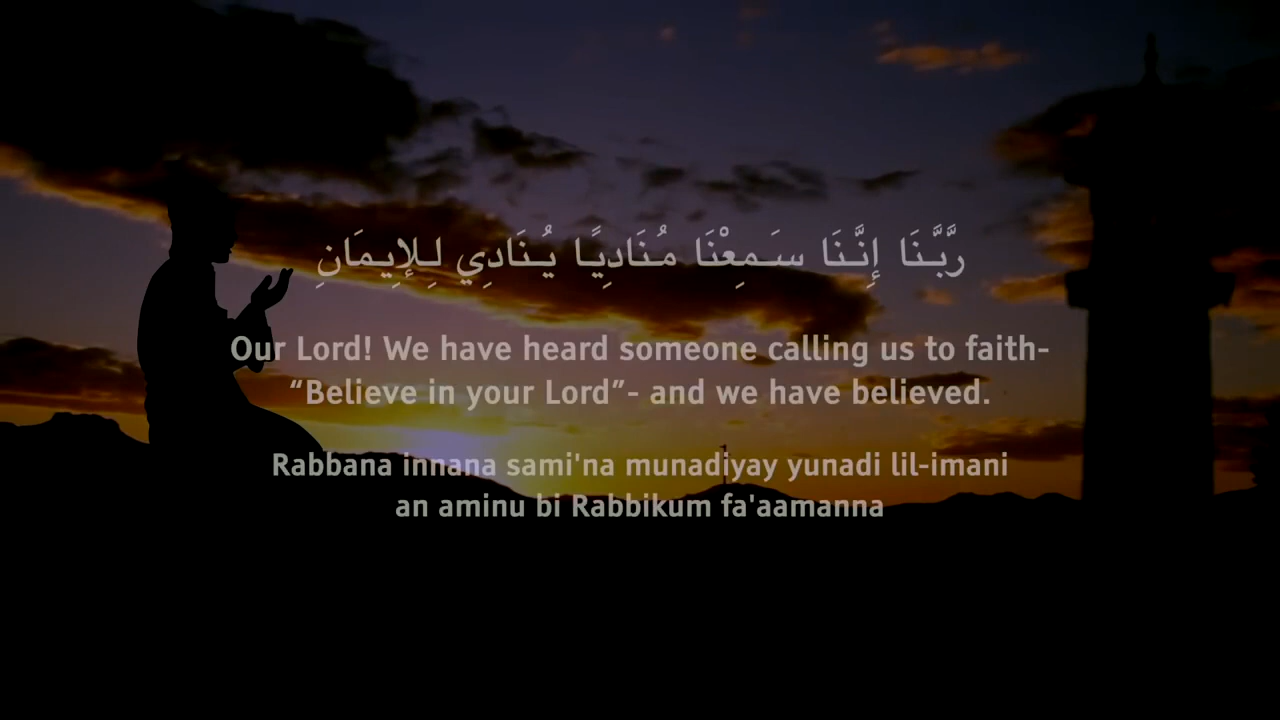 رَّبَّنَا إِنَّنَا سَمِعْنَا مُنَادِيًا يُنَادِي لِلإِيمَانِ
Our Lord! We have heard someone calling us to faith-
“Believe in your Lord”- and we have believed.
Rabbana innana sami'na munadiyay yunadi lil-imani
an aminu bi Rabbikum fa'aamanna